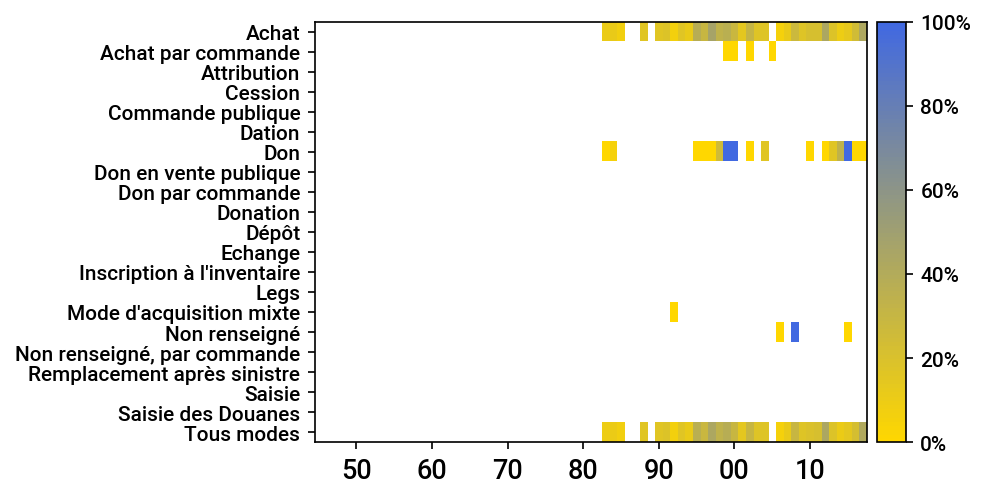 Achat
Achat par commande
Attribution
Cession
Commande publique
Dation
Don
Don en vente publique
Don par commande
Donation
Dépôt
Echange
Inscription à l'inventaire
Legs
Mode d'acquisition mixte
Non renseigné
Non renseigné, par commande
Remplacement après sinistre
Saisie
Saisie des Douanes
Tous modes
50 60 70 80 90 00 10
100%
80%
60%
40%
20%
0%